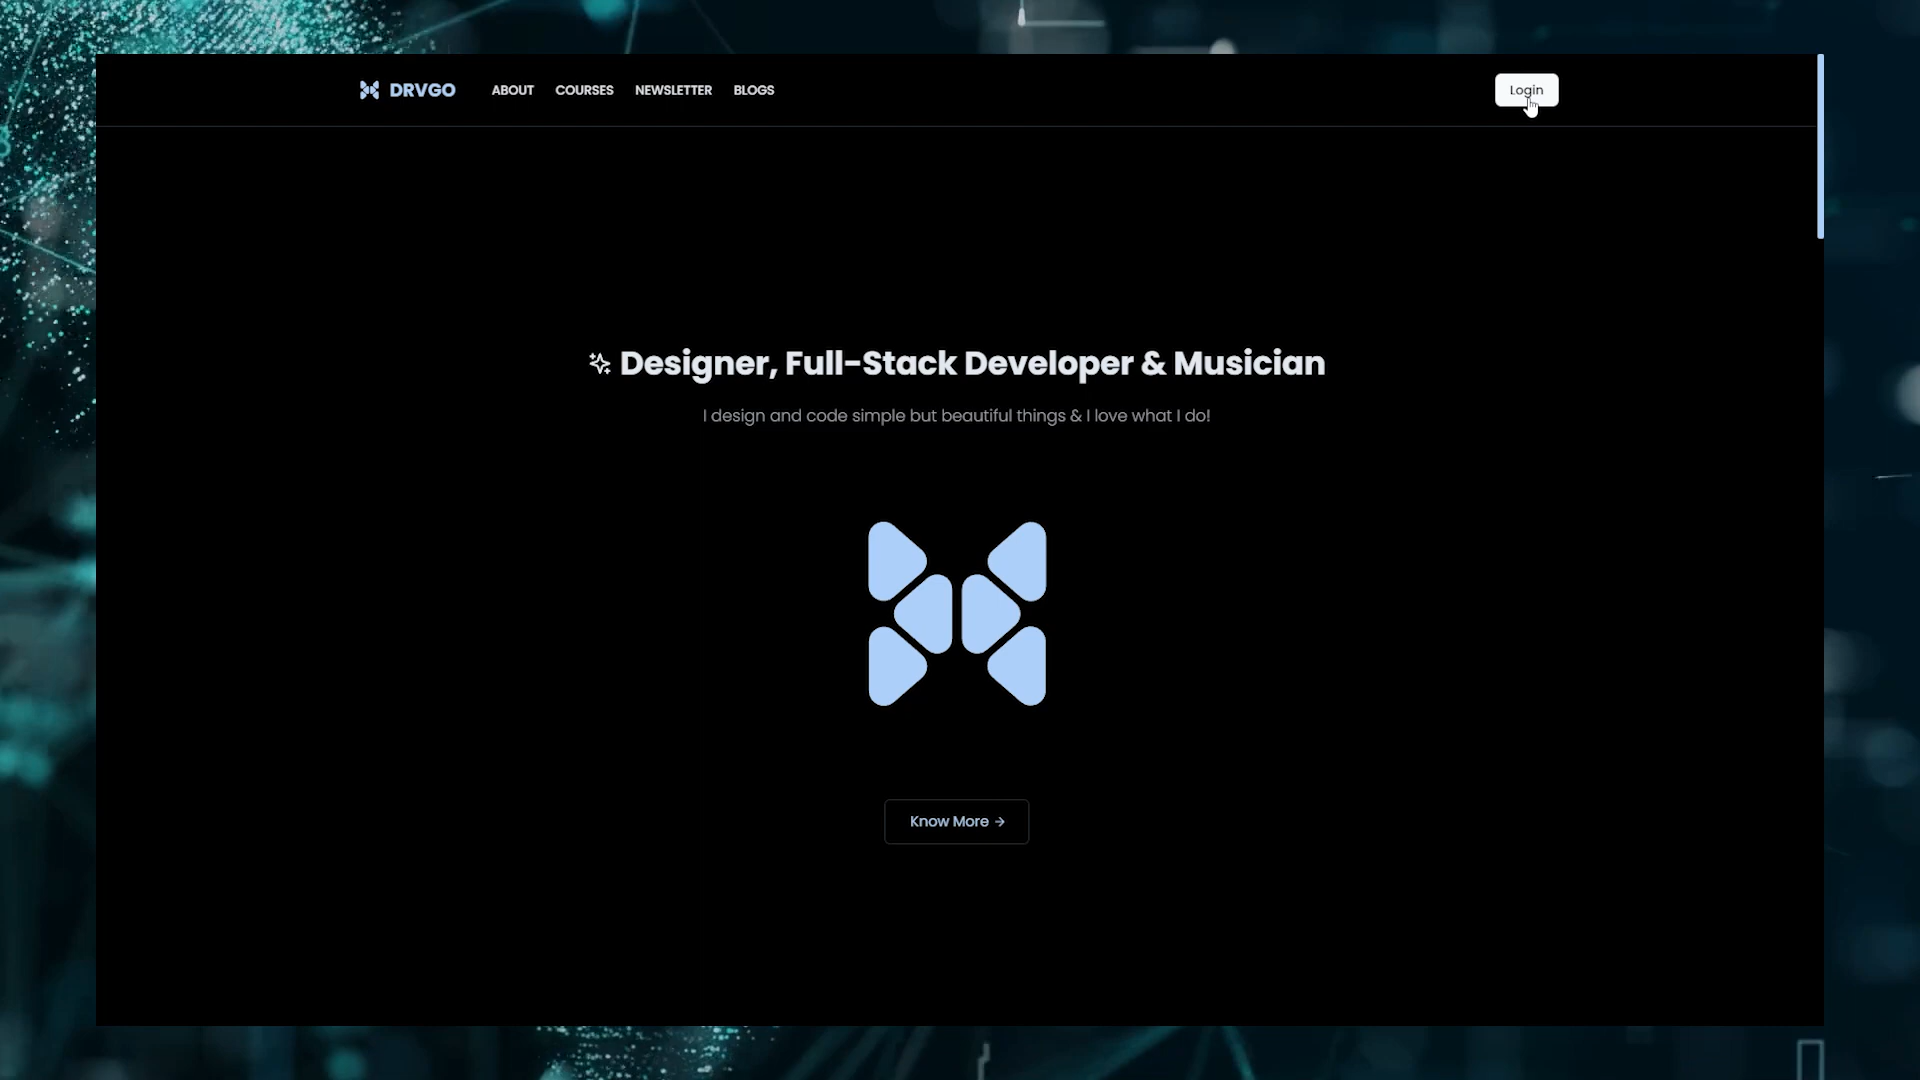 DRVGO ABOUT COURSES NEWSLETTER BLOGS Login
Designer, Full-Stack Developer & Musician
I design and code simple but beautiful things & I love what I do!
Know More →